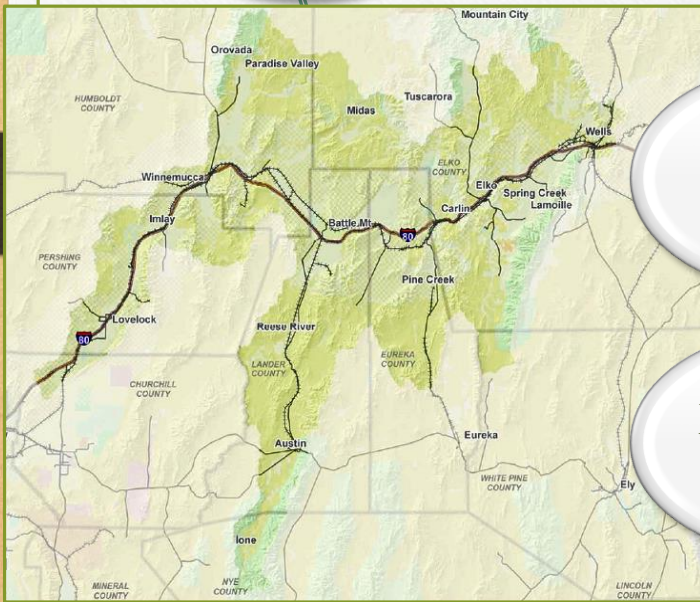 Mountain City
Orovada
Paradise Valley
HUMBOLDT
COUNTY
Midas
Tuscarora
Wells
ELKO
COUNTY
Winnemucca
Elko
Spring Creek
Lamoille
Carlin
Imlay
Battle Mt
80
PERSHING
COUNTY
Pine Creek
Lovelock
80
Reese River
LANDER
COUNTY
EUREKA
COUNTY
CHURCHILL
COUNTY
Austin
Eureka
WHITE PINE
COUNTY
Ely
Ione
NYE
COUNTY
MINERAL
COUNTY
LINCOLN
COUNTY